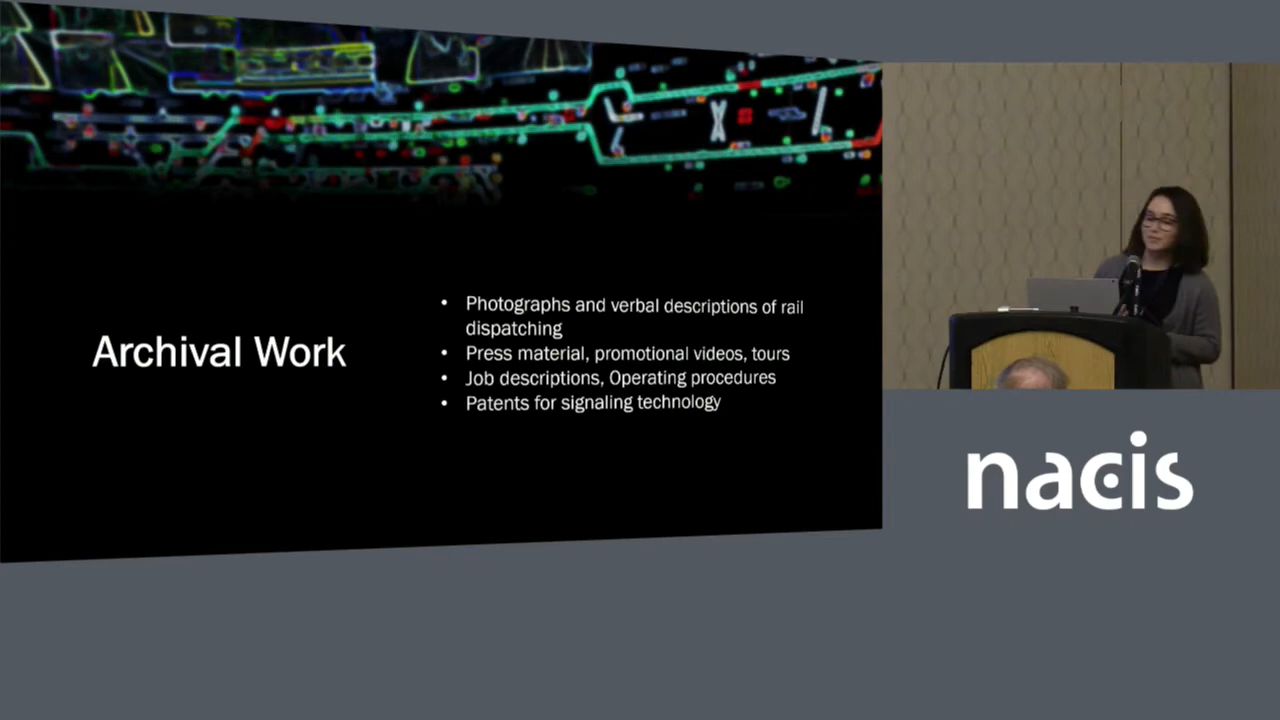 Archival Work
• Photographs and verbal descriptions of rail
dispatching
• Press material, promotional videos, tours
• Job descriptions, Operating procedures
• Patents for signaling technology
nacis